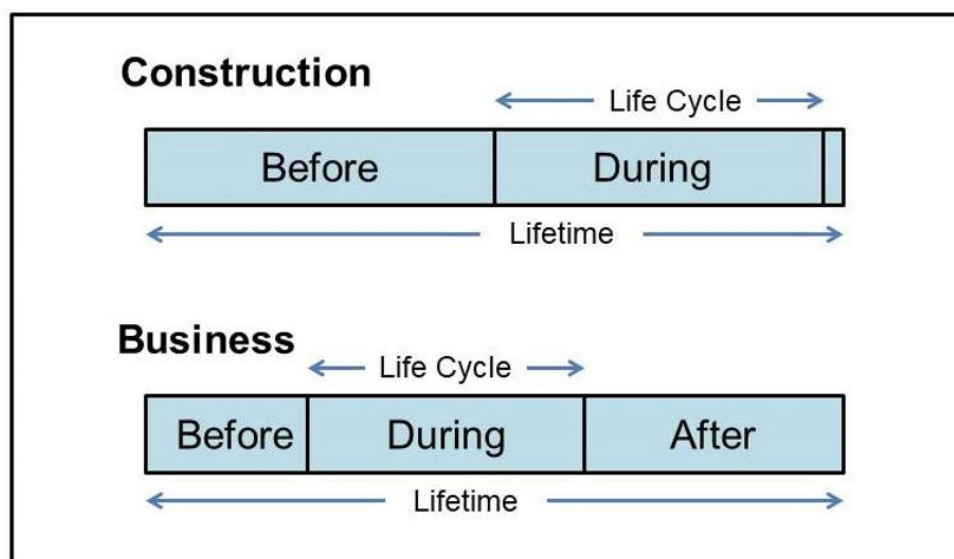 Construction
Life Cycle
Before During
Lifetime
Business
Life Cycle
Before During After
Lifetime